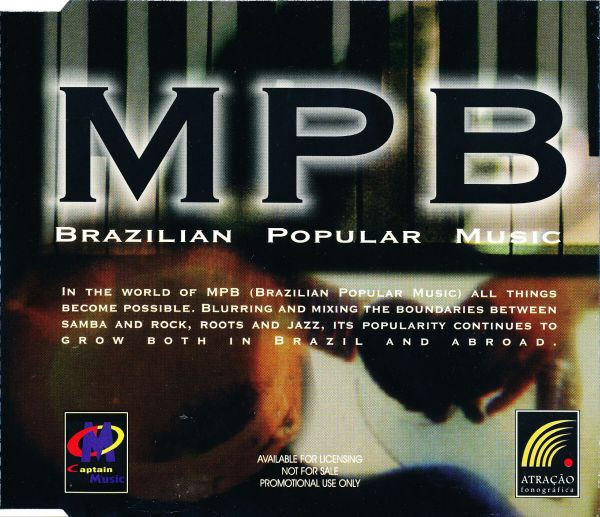 MPB
BRAZILIAN POPULAR MUSIC
IN THE WORLD OF MPB (BRAZILIAN POPULAR MUSIC) ALL THINGS
BECOME POSSIBLE. BLURRING AND MIXING THE BOUNDARIES BETWEEN
SAMBA AND ROCK, ROOTS AND JAZZ, ITS POPULARITY CONTINUES TO
GROW BOTH IN BRAZIL AND ABROAD.
M
Captain
Music
AVAILABLE FOR LICENSING
NOT FOR SALE
PROMOTIONAL USE ONLY
ATRAÇÃO
fonográfica